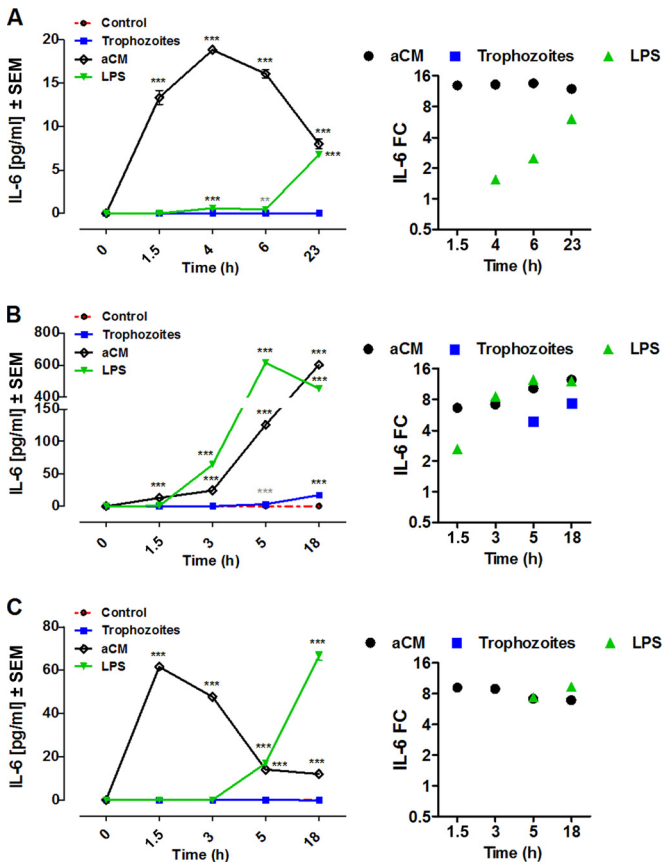 A
Control
Trophozoites
aCM
LPS
IL-6 [pg/ml] ± SEM
20
15
10
5
0
***
***
***
***
***
***
**
0
1.5
4
6
23
Time (h)
aCM
Trophozoites
LPS
IL-6 FC
16
8
4
2
1
0.5
1.5
4
6
23
Time (h)
B
Control
Trophozoites
aCM
LPS
IL-6 [pg/ml] ± SEM
800
600
400
150
100
50
0
***
***
***
***
***
***
***
***
***
***
0
1.5
3
5
18
Time (h)
aCM
Trophozoites
LPS
IL-6 FC
16
8
4
2
1
0.5
1.5
3
5
18
Time (h)
C
Control
Trophozoites
aCM
LPS
IL-6 [pg/ml] ± SEM
80
60
40
20
0
***
***
***
***
***
***
0
1.5
3
5
18
Time (h)
aCM
Trophozoites
LPS
IL-6 FC
16
8
4
2
1
0.5
1.5
3
5
18
Time (h)